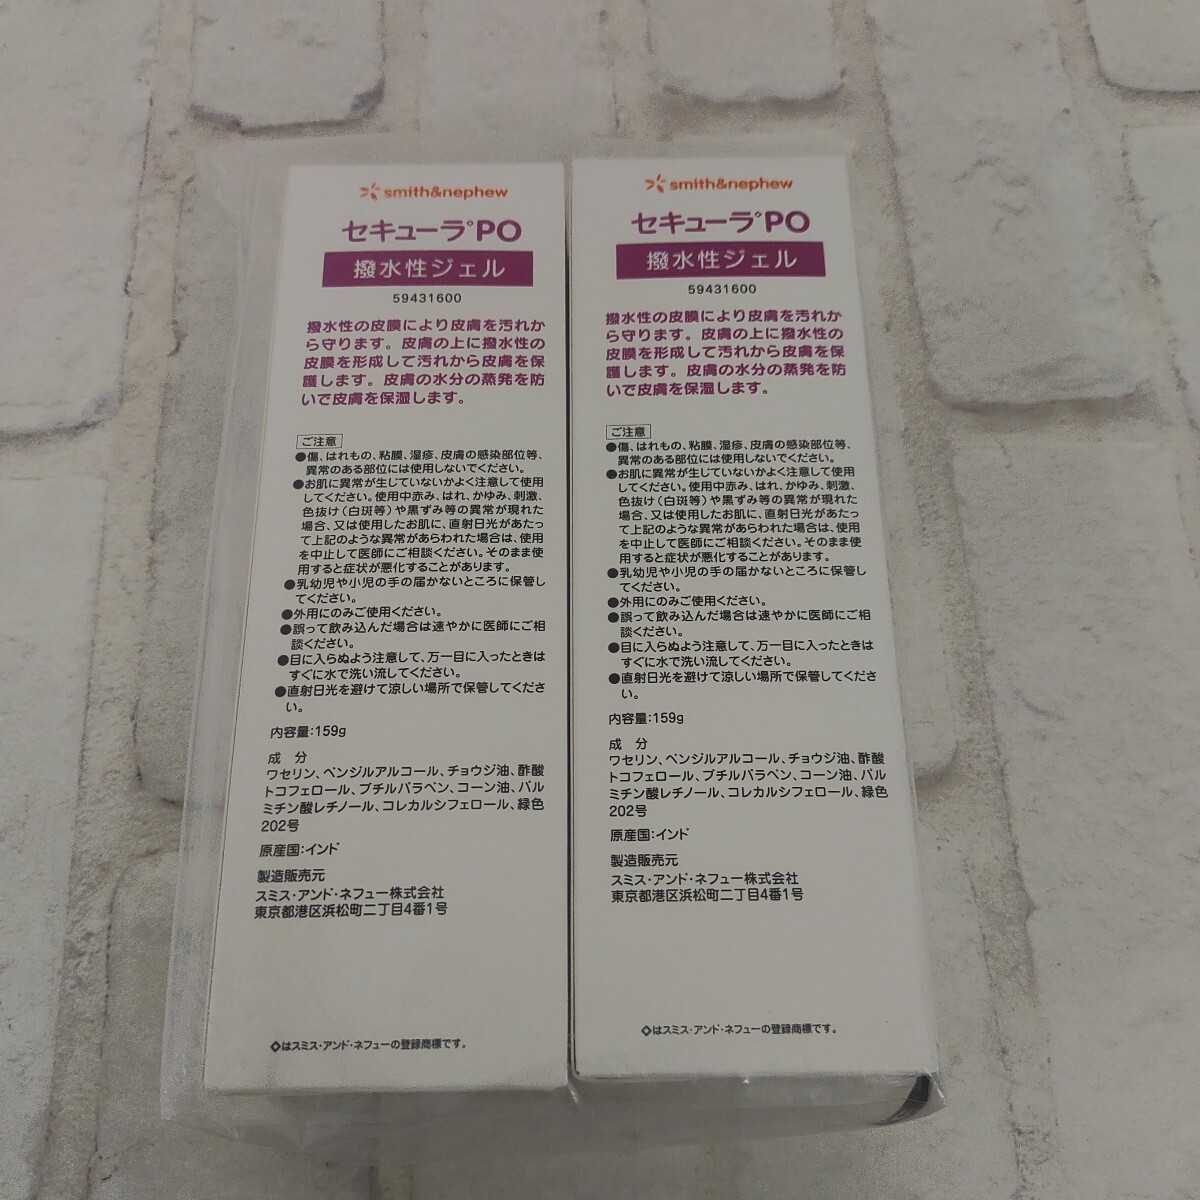 smith&nephew
セキューラ◇PO
撥水性ジェル
59431600
撥水性の皮膜により皮膚を汚れか
ら守ります。皮膚の上に撥水性の
皮膜を形成して汚れから皮膚を保
護します。皮膚の水分の蒸発を防
いで皮膚を保湿します。
ご注意
●傷、はれもの、粘膜、湿疹、皮膚の感染部位等、
異常のある部位には使用しないでください。
●お肌に異常が生じていないかよく注意して使用
してください。使用中赤み、はれ、かゆみ、刺激、
色抜け(白斑等)や黒ずみ等の異常が現れた
場合、又は使用したお肌に、直射日光があたっ
て上記のような異常があらわれた場合は、使用
を中止して医師にご相談ください。そのまま使
用すると症状が悪化することがあります。
●乳幼児や小児の手の届かないところに保管し
てください。
●外用にのみご使用ください。
●誤って飲み込んだ場合は速やかに医師にご相
談ください。
●目に入らぬよう注意して、万一目に入ったときは
すぐに水で洗い流してください。
●直射日光を避けて涼しい場所で保管してくださ
い。
内容量:159g
成 分
ワセリン、ベンジルアルコール、チョウジ油、酢酸
トコフェロール、ブチルパラベン、コーン油、パル
ミチン酸レチノール、コレカルシフェロール、緑色
202号
原産国:インド
製造販売元
スミス・アンド・ネフュー株式会社
東京都港区浜松町二丁目4番1号
◇はスミス・アンド・ネフューの登録商標です。
smith&nephew
セキューラ◇PO
撥水性ジェル
59431600
撥水性の皮膜により皮膚を汚れか
ら守ります。皮膚の上に撥水性の
皮膜を形成して汚れから皮膚を保
護します。皮膚の水分の蒸発を防
いで皮膚を保湿します。
ご注意
●傷、はれもの、粘膜、湿疹、皮膚の感染部位等、
異常のある部位には使用しないでください。
●お肌に異常が生じていないかよく注意して使用
してください。使用中赤み、はれ、かゆみ、刺激、
色抜け(白斑等)や黒ずみ等の異常が現れた
場合、又は使用したお肌に、直射日光があたっ
て上記のような異常があらわれた場合は、使用
を中止して医師にご相談ください。そのまま使
用すると症状が悪化することがあります。
●乳幼児や小児の手の届かないところに保管し
てください。
●外用にのみご使用ください。
●誤って飲み込んだ場合は速やかに医師にご相
談ください。
●目に入らぬよう注意して、万一目に入ったときは
すぐに水で洗い流してください。
●直射日光を避けて涼しい場所で保管してくださ
い。
内容量:159g
成 分
ワセリン、ベンジルアルコール、チョウジ油、酢酸
トコフェロール、ブチルパラベン、コーン油、パル
ミチン酸レチノール、コレカルシフェロール、緑色
202号
原産国:インド
製造販売元
スミス・アンド・ネフュー株式会社
東京都港区浜松町二丁目4番1号
◇はスミス・アンド・ネフューの登録商標です。